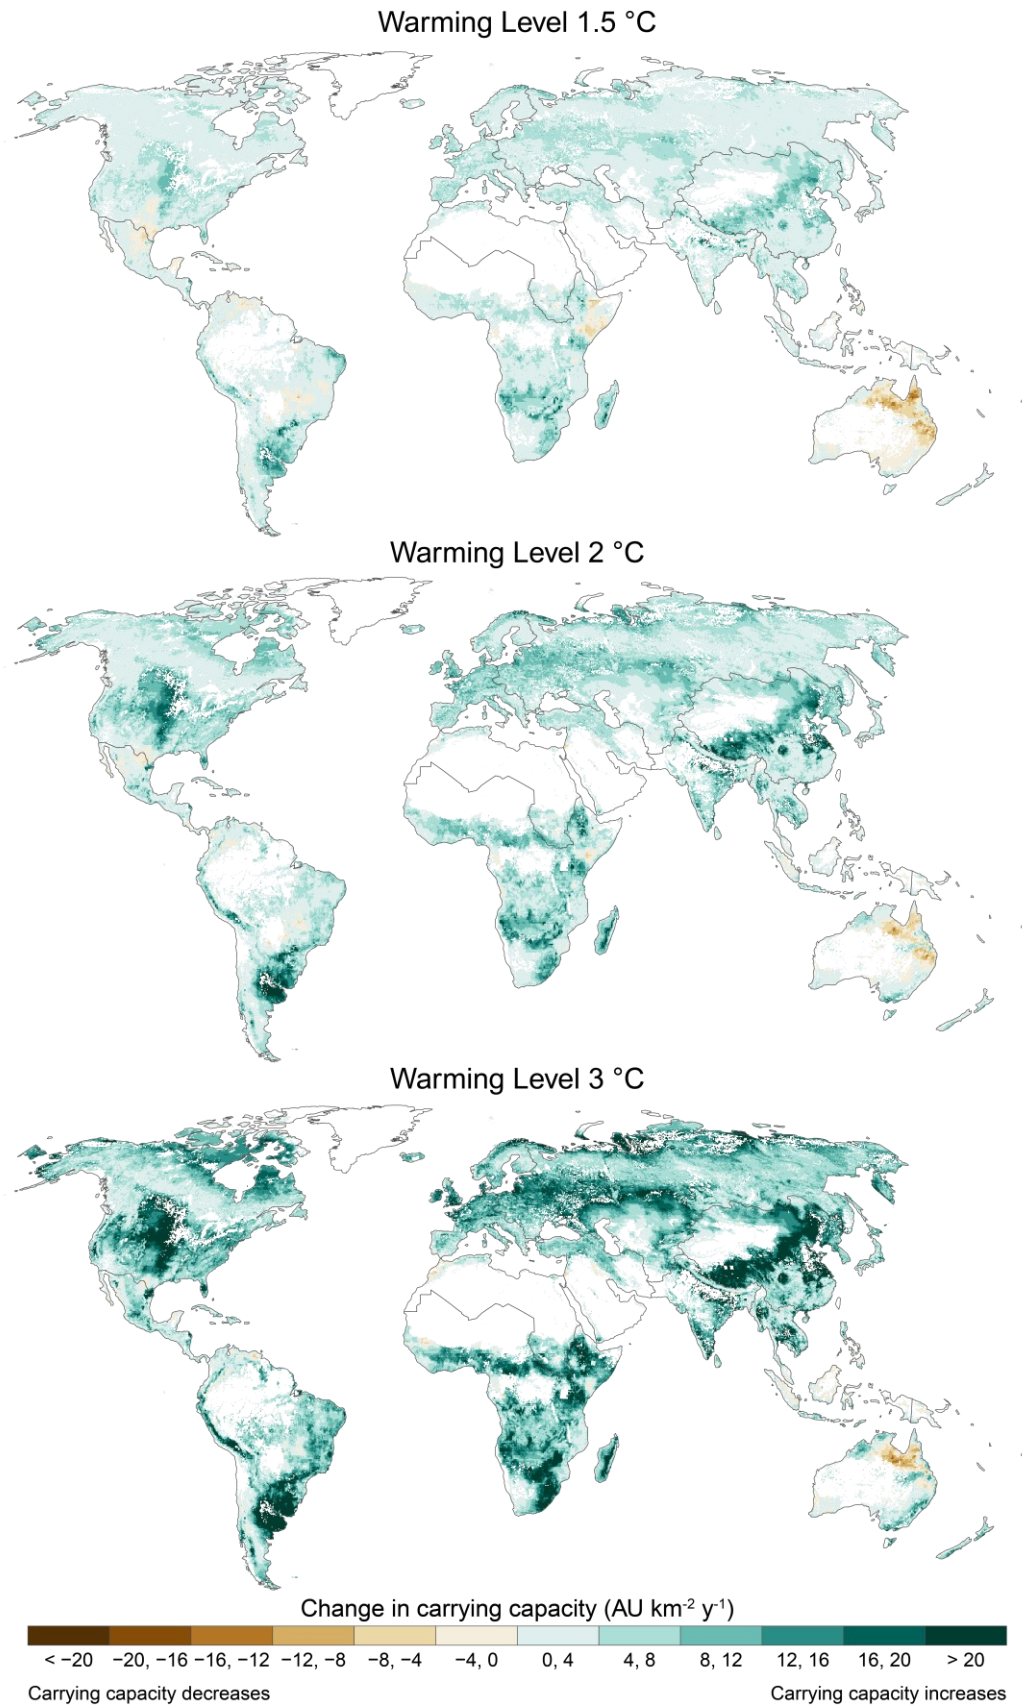 Warming Level 1.5 °C
Warming Level 2 °C
Warming Level 3 °C
Change in carrying capacity (AU km⁻² y⁻¹)
< −20 −20, −16 −16, −12 −12, −8 −8, −4 −4, 0 0, 4 4, 8 8, 12 12, 16 16, 20 > 20
Carrying capacity decreases Carrying capacity increases